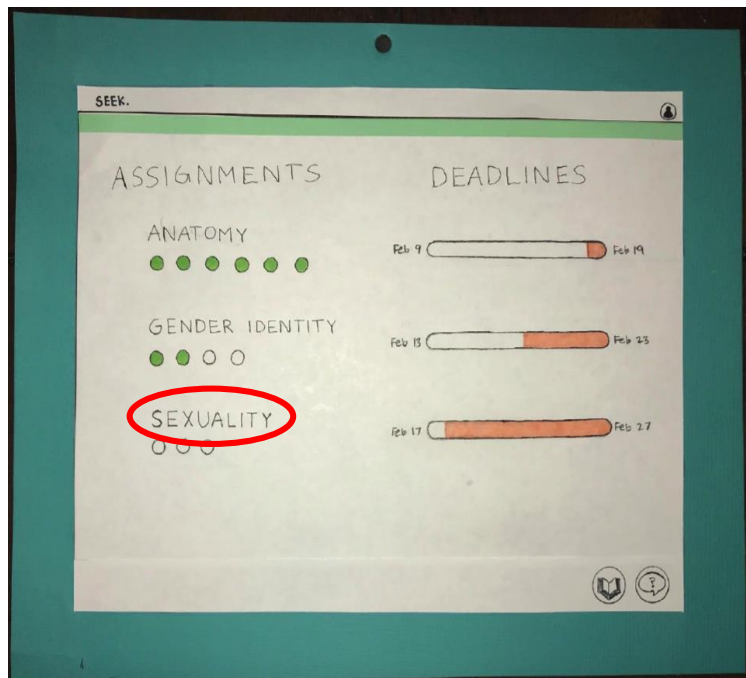 SEEK.
ASSIGNMENTS
DEADLINES
ANATOMY
Feb 9
Feb 19
GENDER IDENTITY
Feb 13
Feb 23
SEXUALITY
Feb 17
Feb 27
?